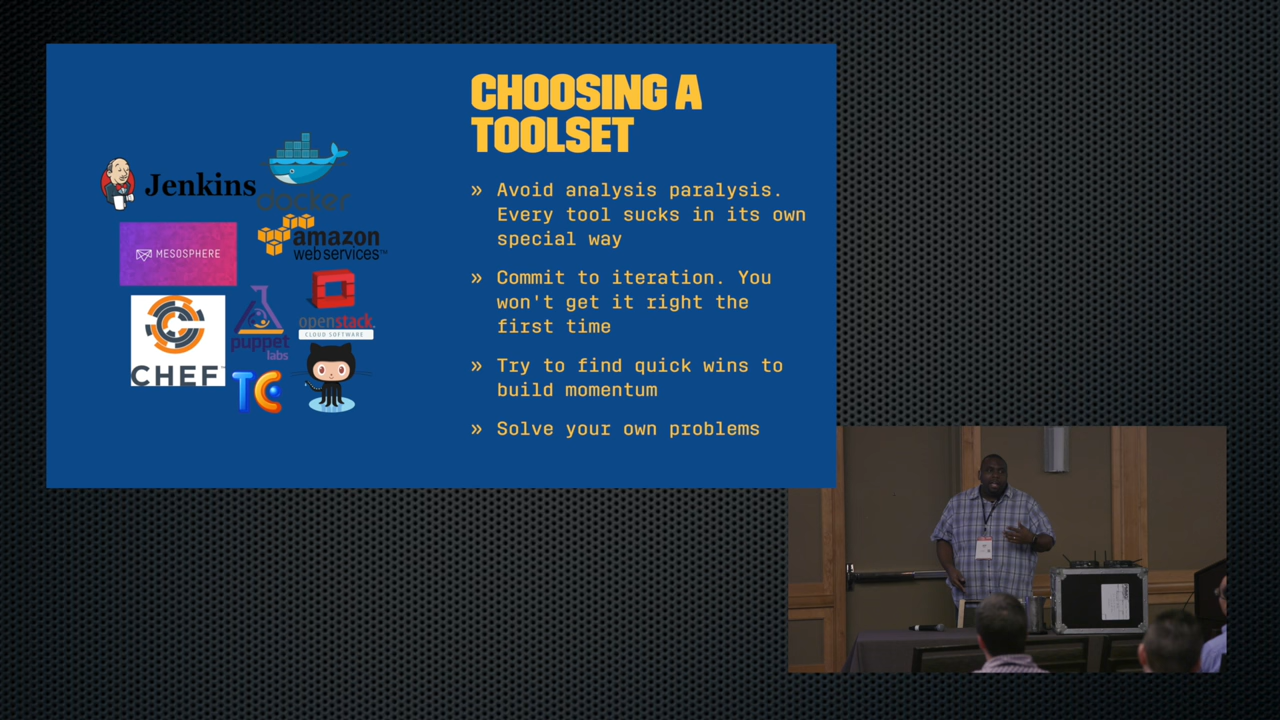 CHOOSING A
TOOLSET
» Avoid analysis paralysis.
Every tool sucks in its own
special way
» Commit to iteration. You
won't get it right the
first time
» Try to find quick wins to
build momentum
» Solve your own problems
Jenkins
docker
MESOSPHERE
amazon
web services™
CHEF™
puppet
labs
openstack.
CLOUD SOFTWARE
TC